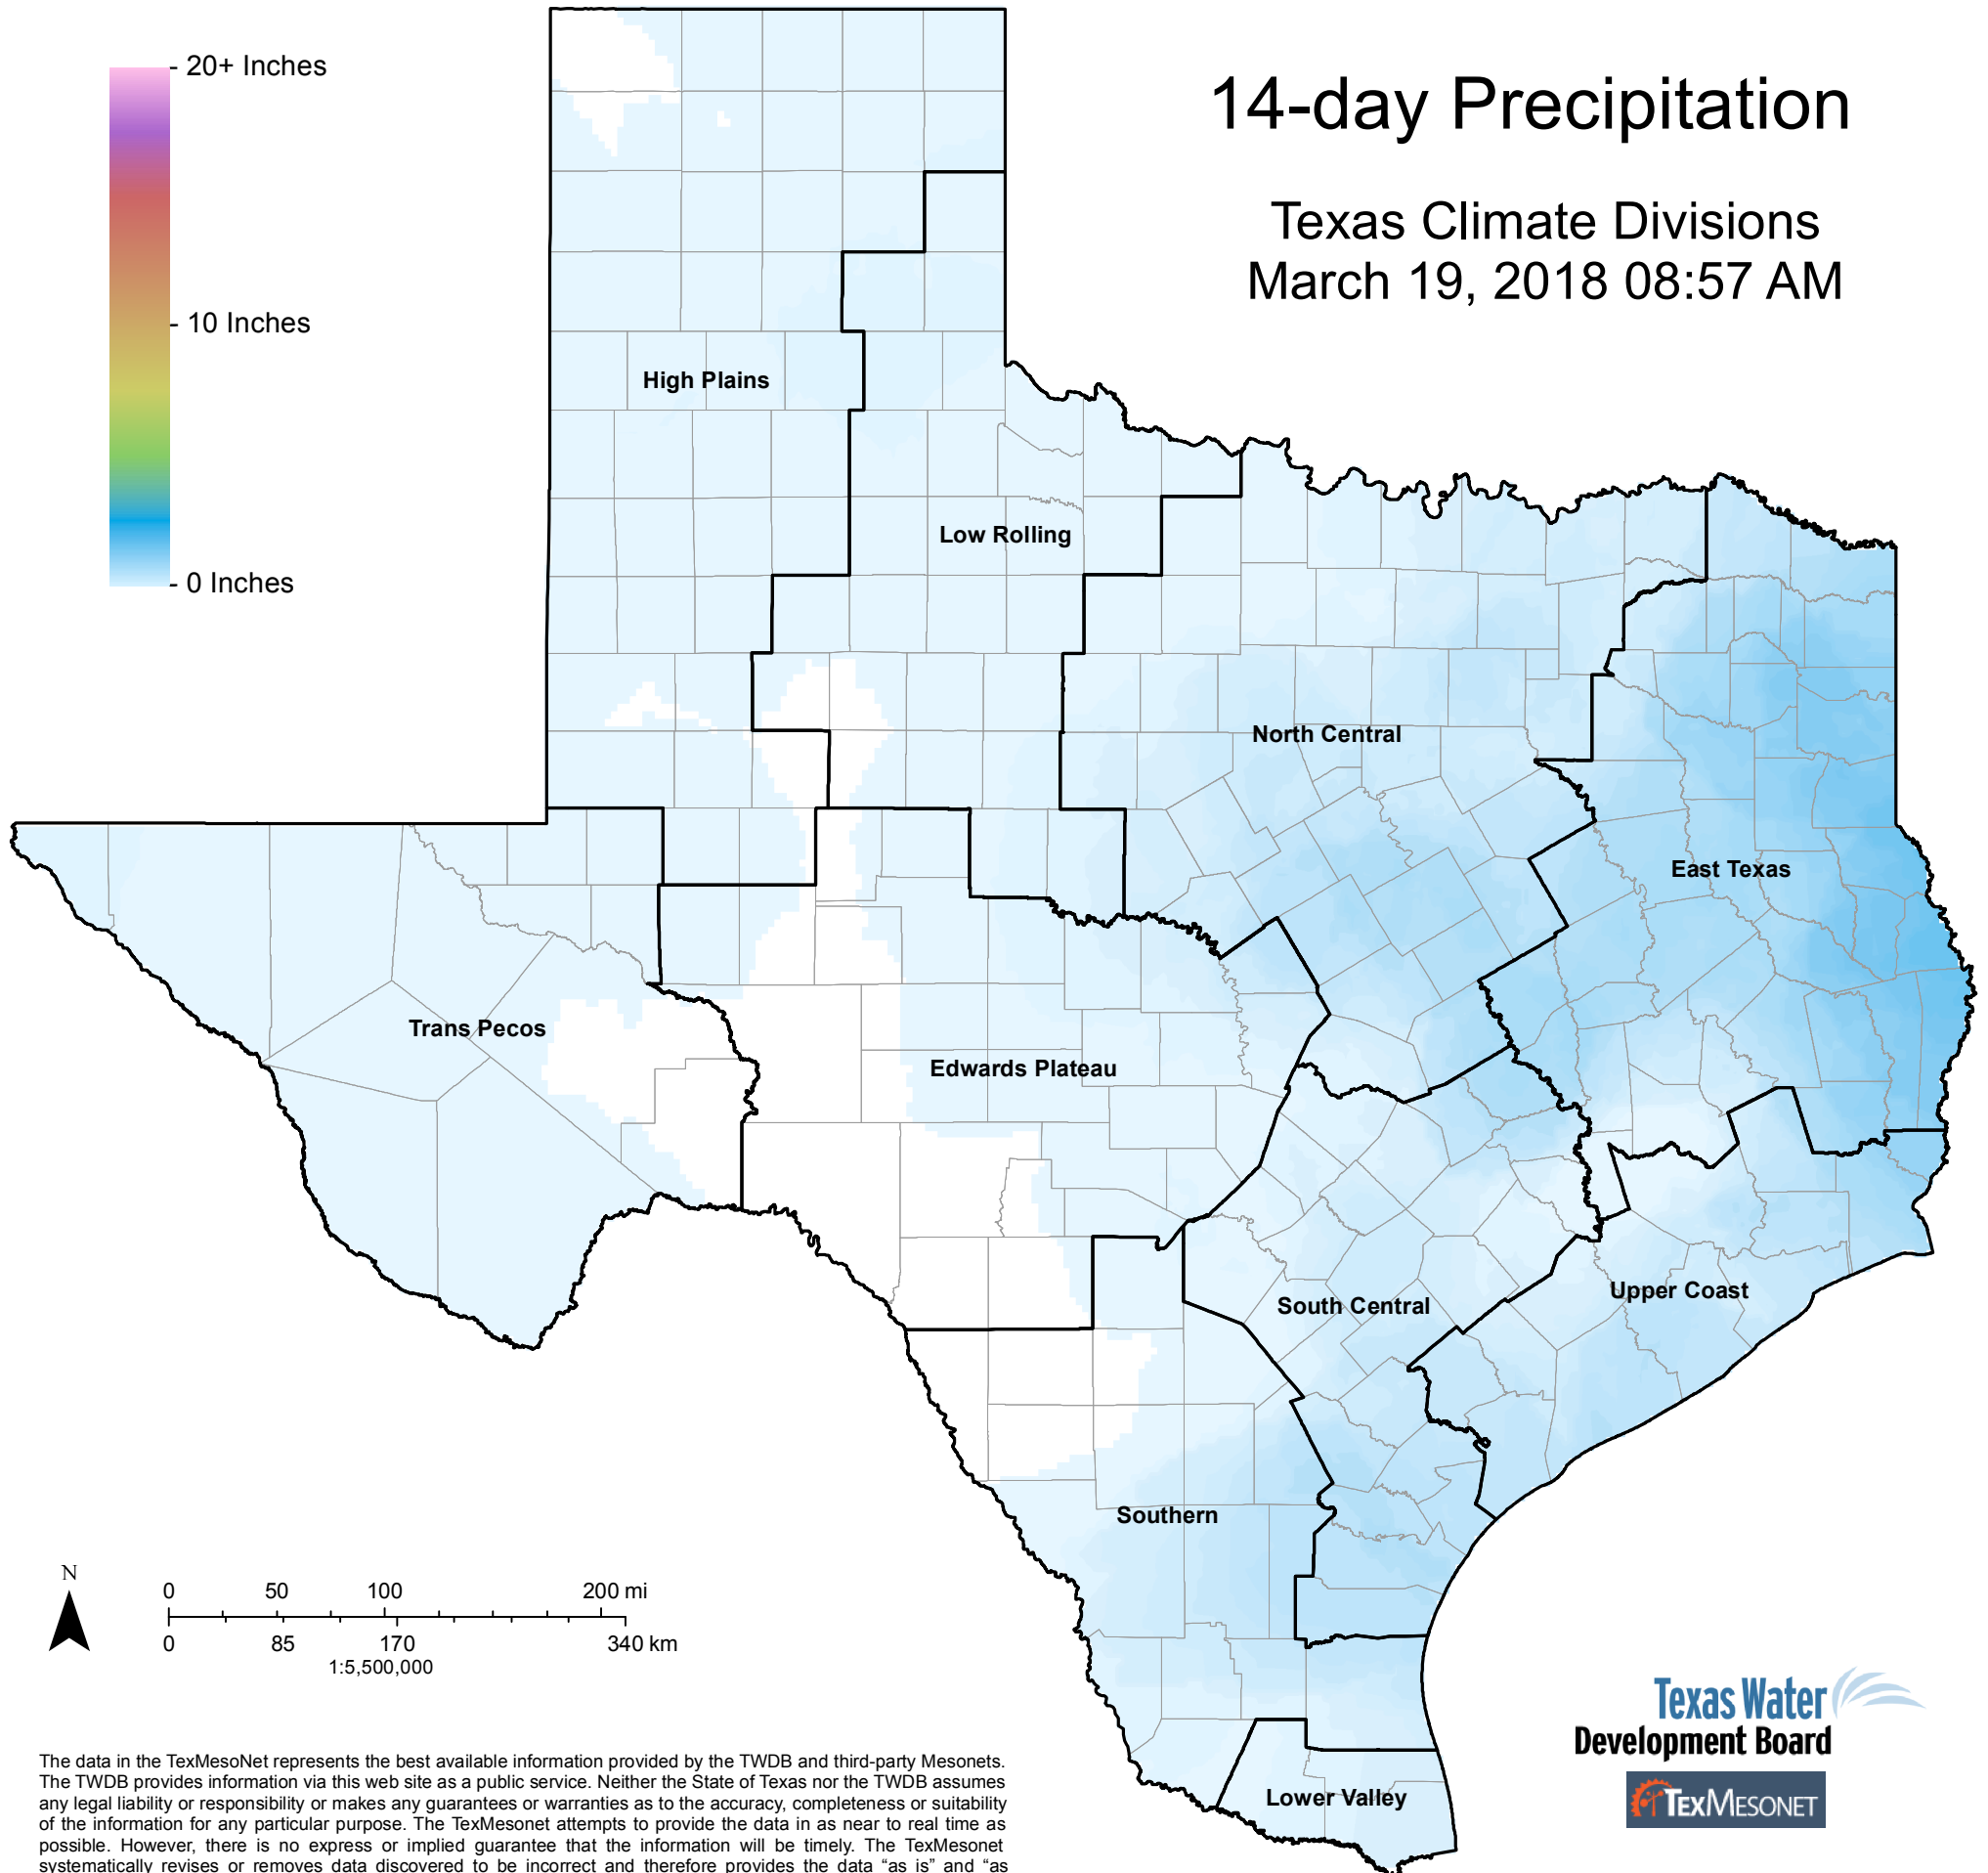 14-day Precipitation
Texas Climate Divisions
March 19, 2018 08:57 AM
20+ Inches
10 Inches
0 Inches
High Plains
Low Rolling
North Central
East Texas
Trans Pecos
Edwards Plateau
South Central
Upper Coast
Southern
Lower Valley
N
0 50 100 200 mi
0 85 170 340 km
1:5,500,000
Texas Water
Development Board
TEXMESONET
The data in the TexMesoNet represents the best available information provided by the TWDB and third-party Mesonets.
The TWDB provides information via this web site as a public service. Neither the State of Texas nor the TWDB assumes
any legal liability or responsibility or makes any guarantees or warranties as to the accuracy, completeness or suitability
of the information for any particular purpose. The TexMesonet attempts to provide the data in as near to real time as
possible. However, there is no express or implied guarantee that the information will be timely. The TexMesonet
systematically revises or removes data discovered to be incorrect and therefore provides the data “as is” and “as